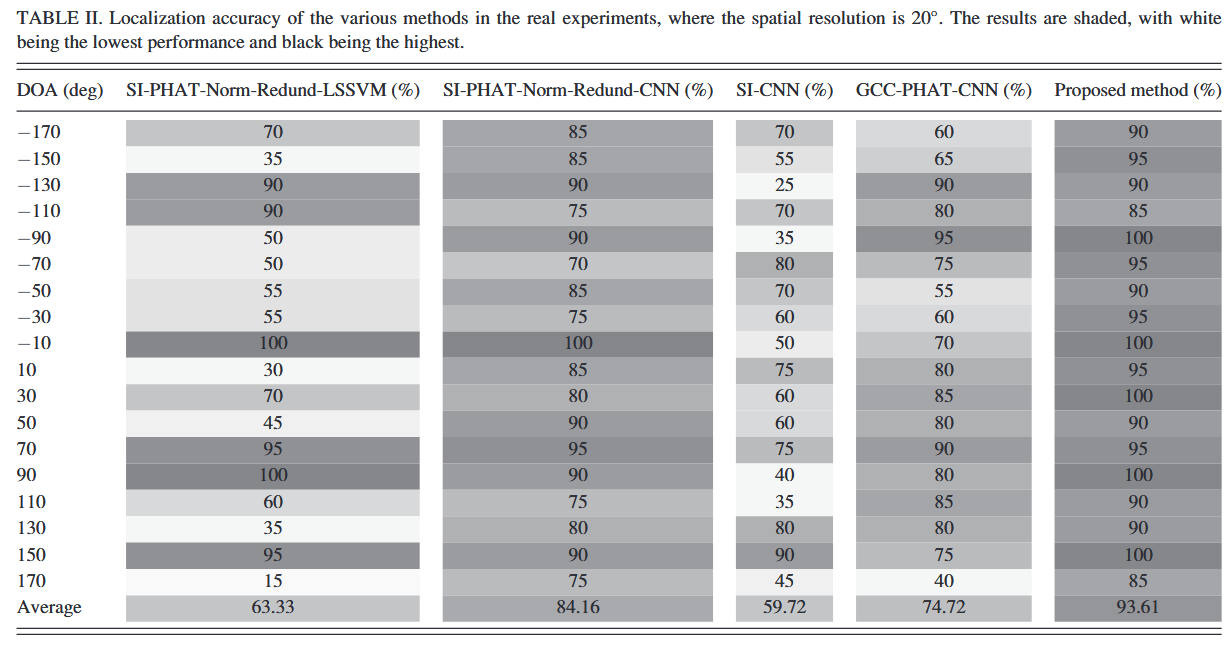 TABLE II. Localization accuracy of the various methods in the real experiments, where the spatial resolution is 20°. The results are shaded, with white
being the lowest performance and black being the highest.
DOA (deg) SI-PHAT-Norm-Redund-LSSVM (%) SI-PHAT-Norm-Redund-CNN (%) SI-CNN (%) GCC-PHAT-CNN (%) Proposed method (%)
−170 70 85 70 60 90
−150 35 85 55 65 95
−130 90 90 25 90 90
−110 90 75 70 80 85
−90 50 90 35 95 100
−70 50 70 80 75 95
−50 55 85 70 55 90
−30 55 75 60 60 95
−10 100 100 50 70 100
10 30 85 75 80 95
30 70 80 60 85 100
50 45 90 60 80 90
70 95 95 75 90 95
90 100 90 40 80 100
110 60 75 35 85 90
130 35 80 80 80 90
150 95 90 90 75 100
170 15 75 45 40 85
Average 63.33 84.16 59.72 74.72 93.61